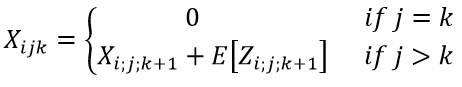 X_{ijk} = { 0 if j = k
X_{i;j;k+1} + E[Z_{i;j;k+1}] if j > k